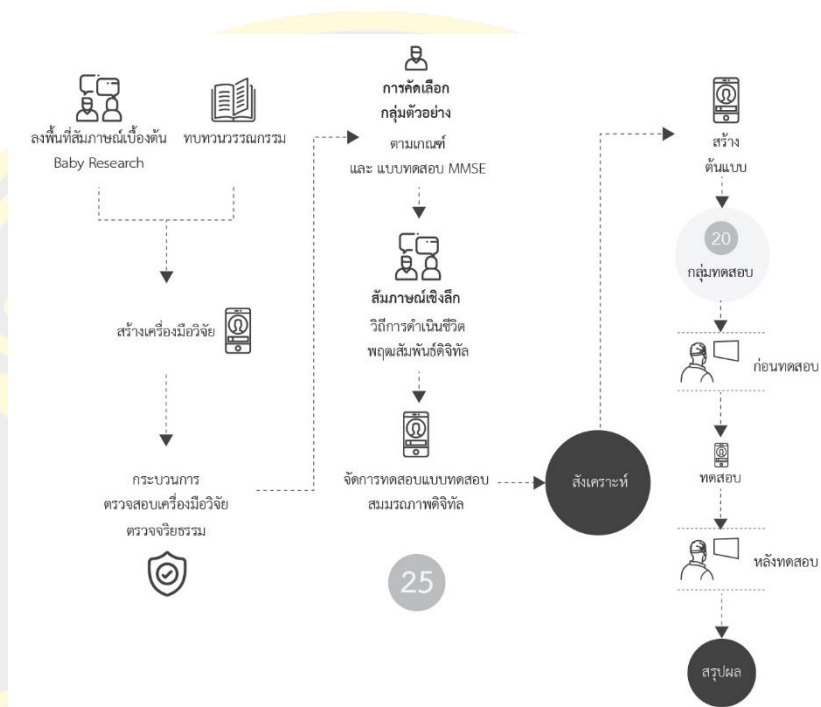 ลงพื้นที่สัมภาษณ์เบื้องต้น
Baby Research
ทบทวนวรรณกรรม
สร้างเครื่องมือวิจัย
กระบวนการ
ตรวจสอบเครื่องมือวิจัย
ตรวจจริยธรรม
การคัดเลือก
กลุ่มตัวอย่าง
ตามเกณฑ์
และ แบบทดสอบ MMSE
สัมภาษณ์เชิงลึก
วิถีการดำเนินชีวิต
พฤฒสัมพันธ์ดิจิทัล
จัดการทดสอบแบบทดสอบ
สมมรถภาพดิจิทัล
25
สังเคราะห์
สร้าง
ต้นแบบ
20
กลุ่มทดสอบ
ก่อนทดสอบ
ทดสอบ
หลังทดสอบ
สรุปผล